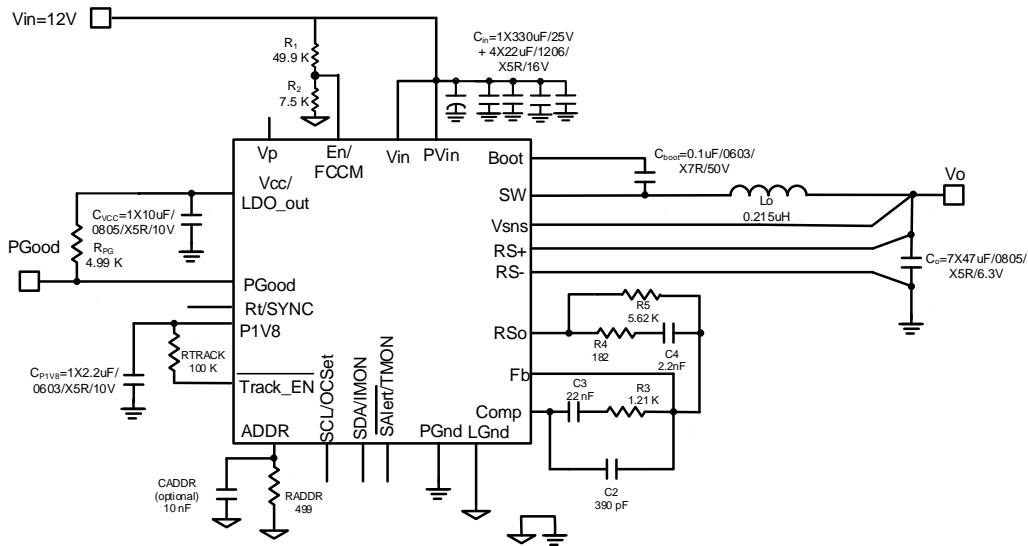 Vin=12V
R1
49.9 K
R2
7.5 K
Cin=1X330uF/25V
+ 4X22uF/1206/
X5R/16V
Vp
En/
FCCM
Vin
PVin
Boot
Cboot=0.1uF/0603/
X7R/50V
SW
Lo
0.215uH
Vo
Vcc/
LDO_out
CVCC=1X10uF/
0805/X5R/10V
Vsns
RS+
RS-
Co=7X47uF/0805/
X5R/6.3V
PGood
RPG
4.99 K
PGood
Rt/SYNC
P1V8
RTRACK
100 K
CP1V8=1X2.2uF/
0603/X5R/10V
Track_EN
R5
5.62 K
RSo
R4
182
C4
2.2nF
Fb
C3
22 nF
R3
1.21 K
Comp
C2
390 pF
ADDR
SCL/OCSet
SDA/IMON
SAlert/TMON
PGnd
LGnd
CADDR
(optional)
10 nF
RADDR
499